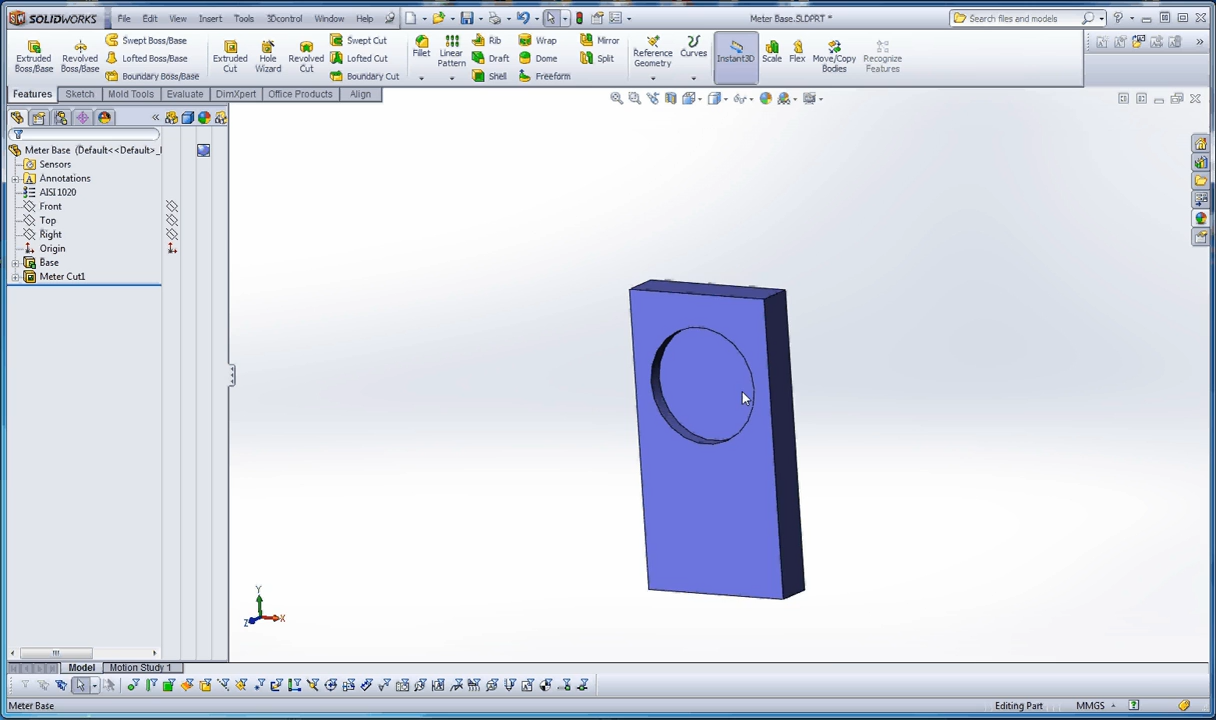 SOLIDWORKS File Edit View Insert Tools 3Dcontrol Window Help Meter Base.SLDPRT * Search files and models
Extruded Boss/Base
Revolved Boss/Base
Swept Boss/Base
Lofted Boss/Base
Boundary Boss/Base
Extruded Cut
Hole Wizard
Revolved Cut
Swept Cut
Lofted Cut
Boundary Cut
Fillet
Linear Pattern
Rib
Draft
Shell
Wrap
Dome
Freeform
Mirror
Split
Reference Geometry
Curves
Instant3D
Scale
Flex
Move/Copy Bodies
Recognize Features
Features Sketch Mold Tools Evaluate DimXpert Office Products Align
Meter Base (Default<<Default>_
Sensors
Annotations
AISI 1020
Front
Top
Right
Origin
Base
Meter Cut1
Y
X
Z
Model Motion Study 1
Meter Base Editing Part MMGS